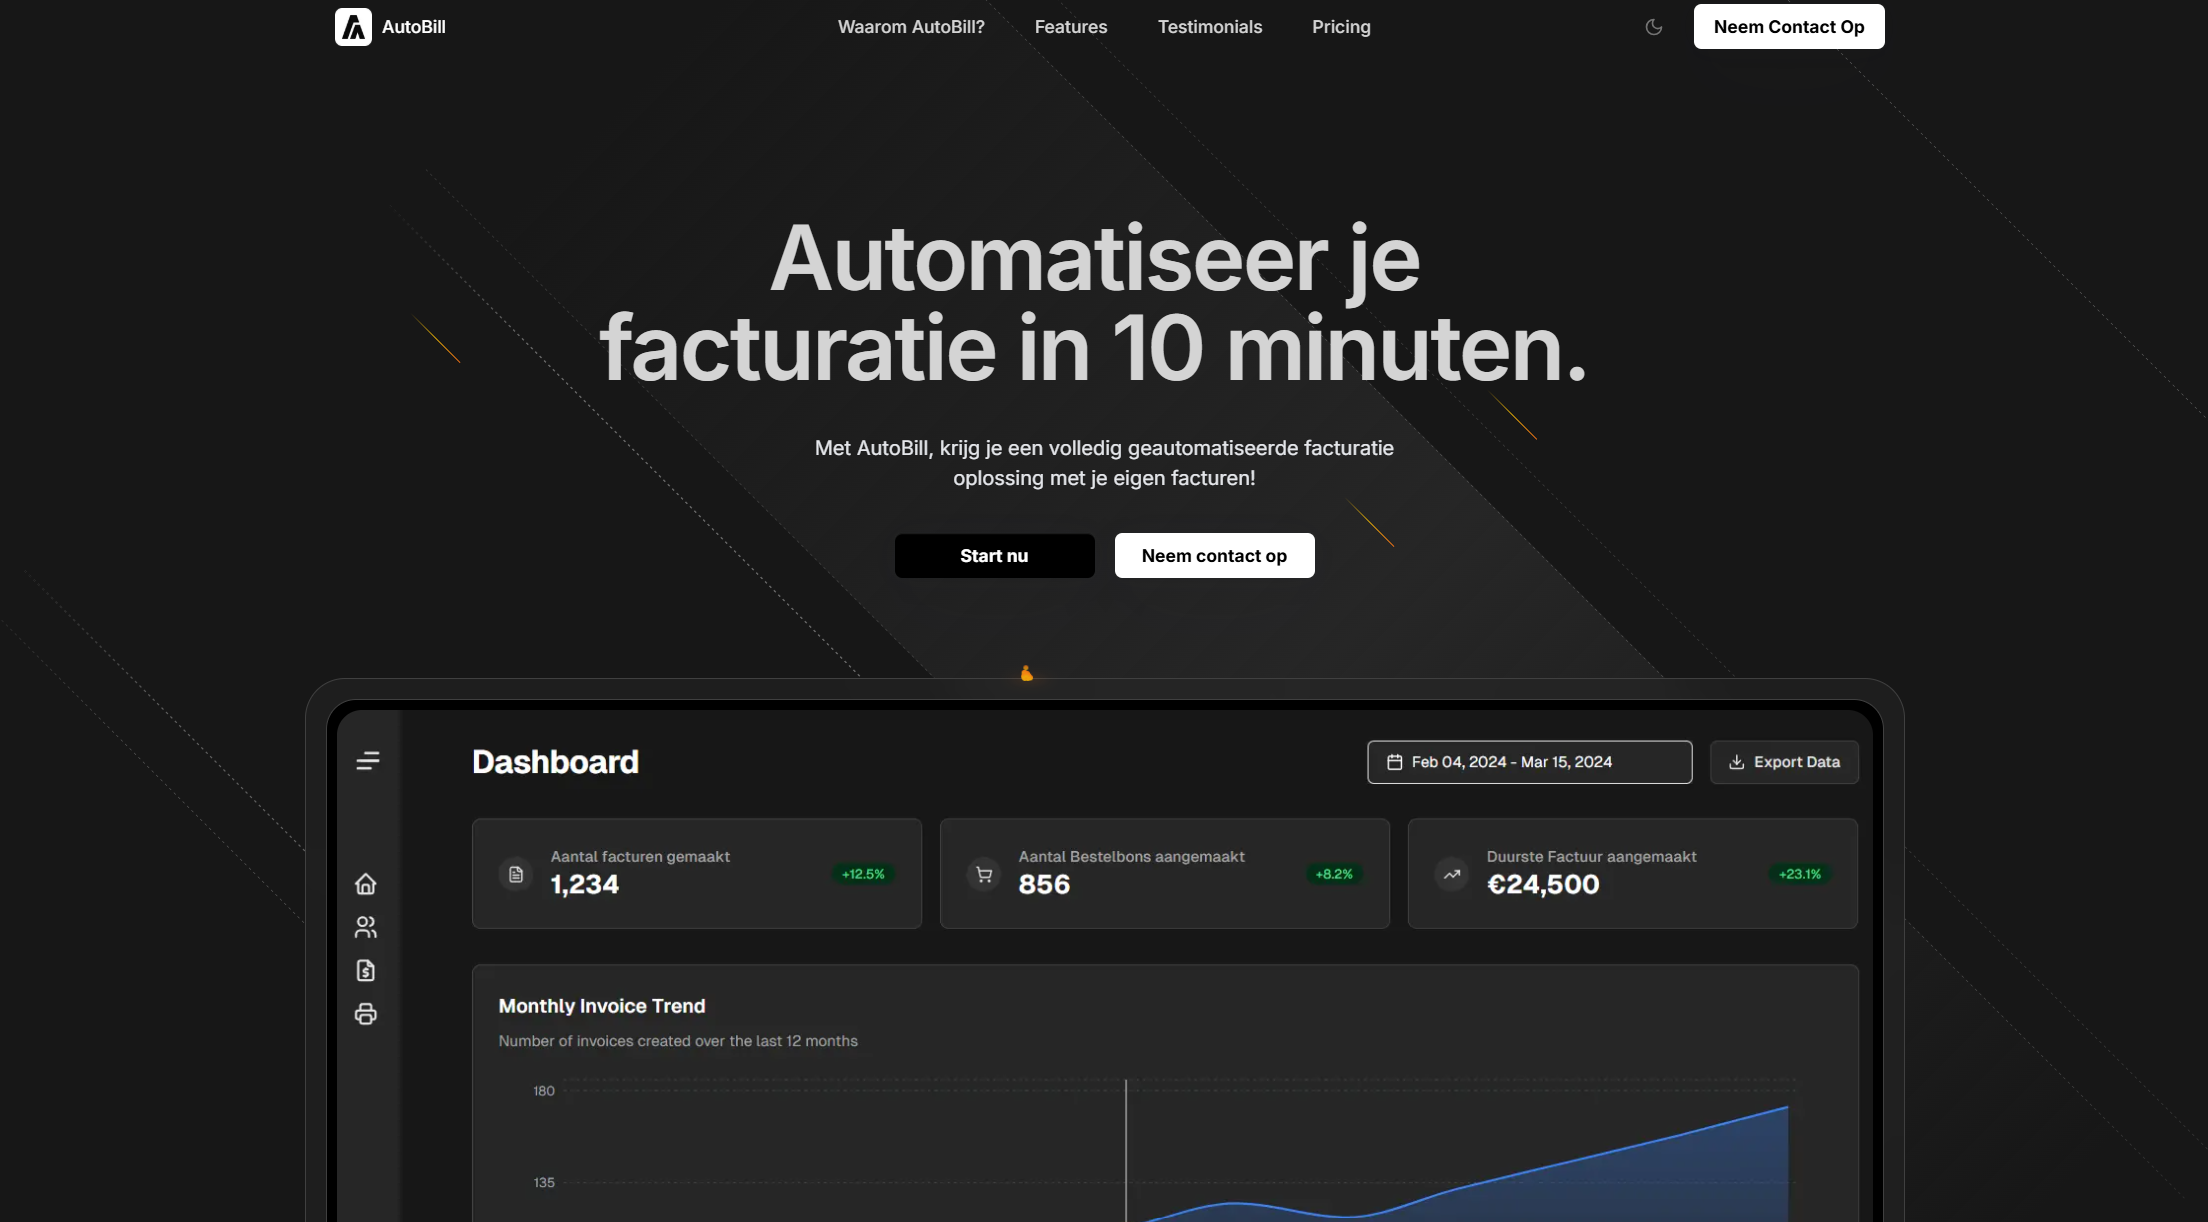 AutoBill
Waarom AutoBill?
Features
Testimonials
Pricing
Neem Contact Op
Automatiseer je
facturatie in 10 minuten.
Met AutoBill, krijg je een volledig geautomatiseerde facturatie
oplossing met je eigen facturen!
Start nu
Neem contact op
Dashboard
Feb 04, 2024 - Mar 15, 2024
Export Data
Aantal facturen gemaakt
1,234
+12.5%
Aantal Bestelbons aangemaakt
856
+8.2%
Duurste Factuur aangemaakt
€24,500
+23.1%
Monthly Invoice Trend
Number of invoices created over the last 12 months
180
135